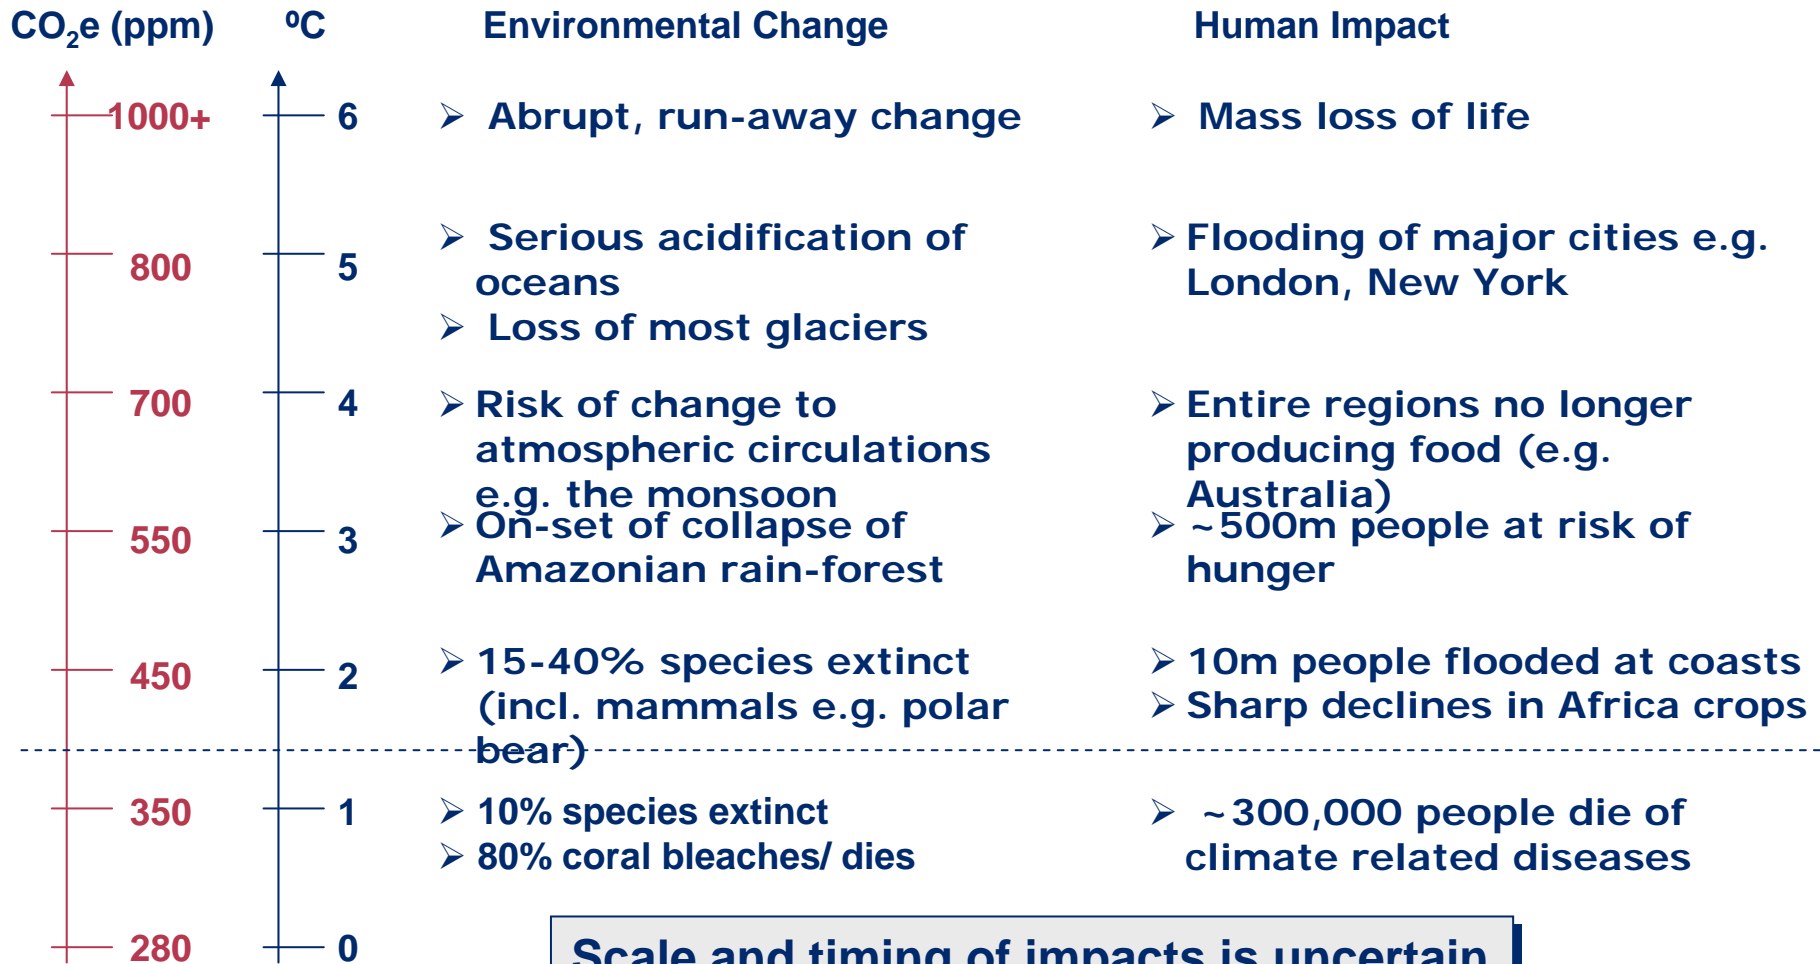 CO2e (ppm) ºC Environmental Change Human Impact
1000+ 6 ➢ Abrupt, run-away change ➢ Mass loss of life
800 5 ➢ Serious acidification of
oceans
➢ Loss of most glaciers
➢ Flooding of major cities e.g.
London, New York
700 4 ➢ Risk of change to
atmospheric circulations
e.g. the monsoon
➢ Entire regions no longer
producing food (e.g.
Australia)
550 3 ➢ On-set of collapse of
Amazonian rain-forest
➢ ~500m people at risk of
hunger
450 2 ➢ 15-40% species extinct
(incl. mammals e.g. polar
bear)
➢ 10m people flooded at coasts
➢ Sharp declines in Africa crops
350 1 ➢ 10% species extinct
➢ 80% coral bleaches/ dies
➢ ~300,000 people die of
climate related diseases
280 0
Scale and timing of impacts is uncertain